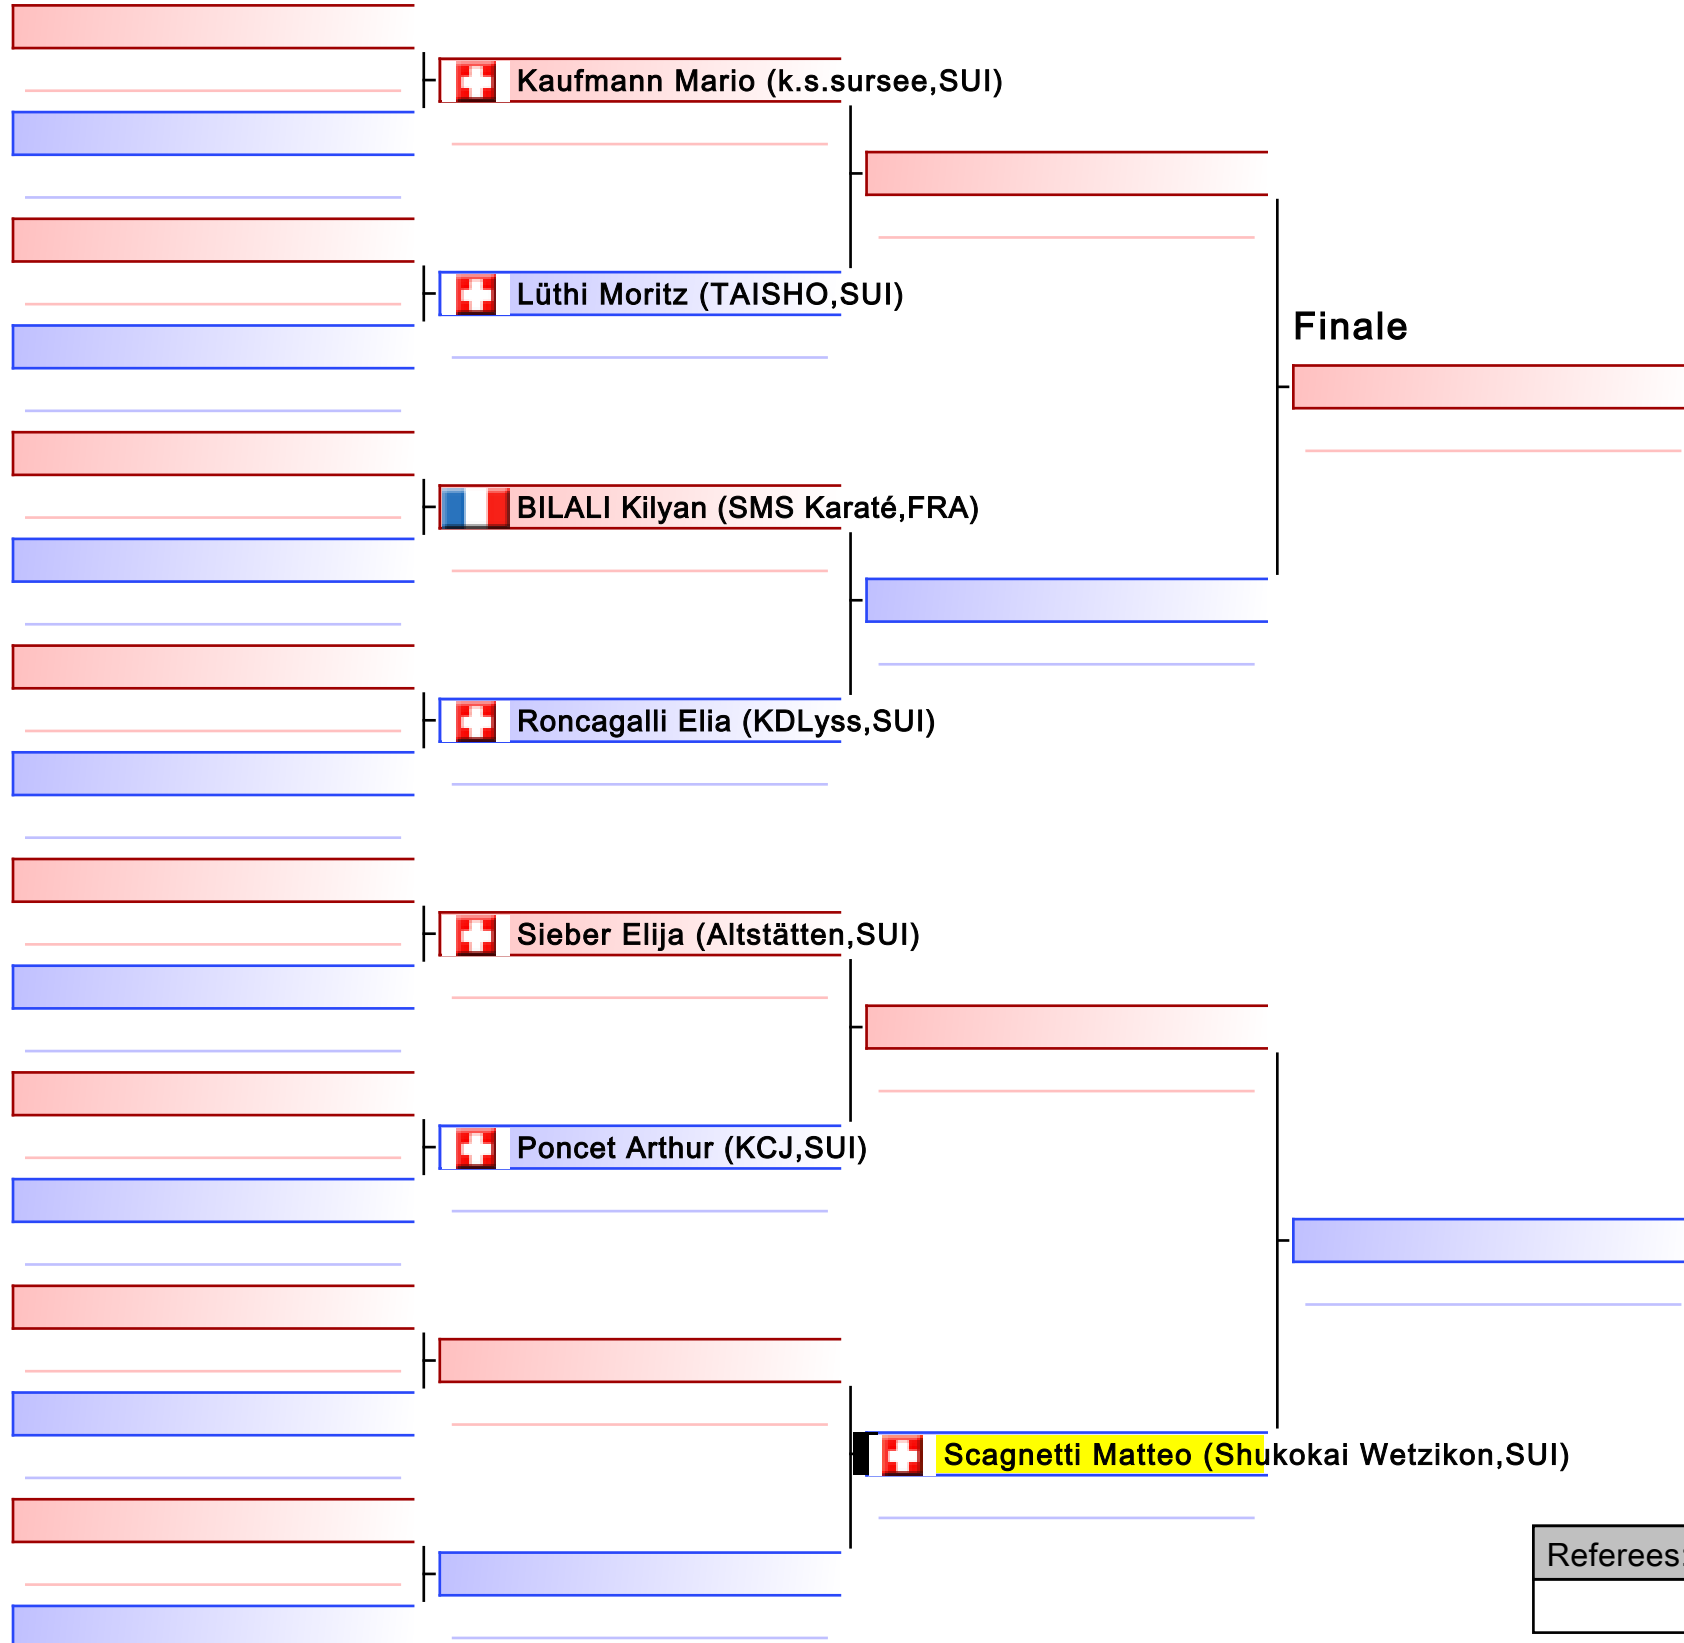 Kaufmann Mario (k.s.sursee,SUI)
Lüthi Moritz (TAISHO,SUI)
Finale
BILALI Kilyan (SMS Karaté,FRA)
Roncagalli Elia (KDLyss,SUI)
Sieber Elija (Altstätten,SUI)
Poncet Arthur (KCJ,SUI)
Scagnetti Matteo (Shukokai Wetzikon,SUI)
Referees: